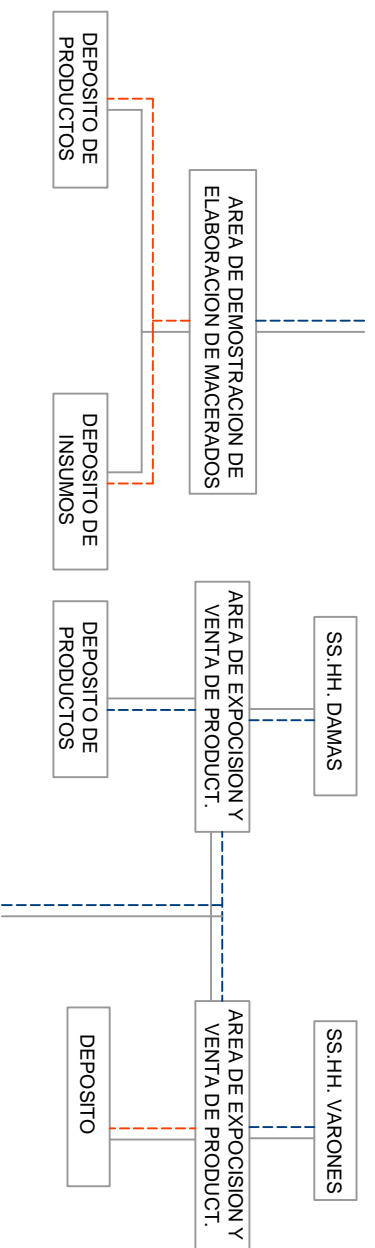 SS.HH. DAMAS
SS.HH. VARONES
AREA DE DEMOSTRACION DE
ELABORACION DE MACERADOS
AREA DE EXPOCISION Y
VENTA DE PRODUCT.
AREA DE EXPOCISION Y
VENTA DE PRODUCT.
DEPOSITO DE
PRODUCTOS
DEPOSITO DE
INSUMOS
DEPOSITO DE
PRODUCTOS
DEPOSITO